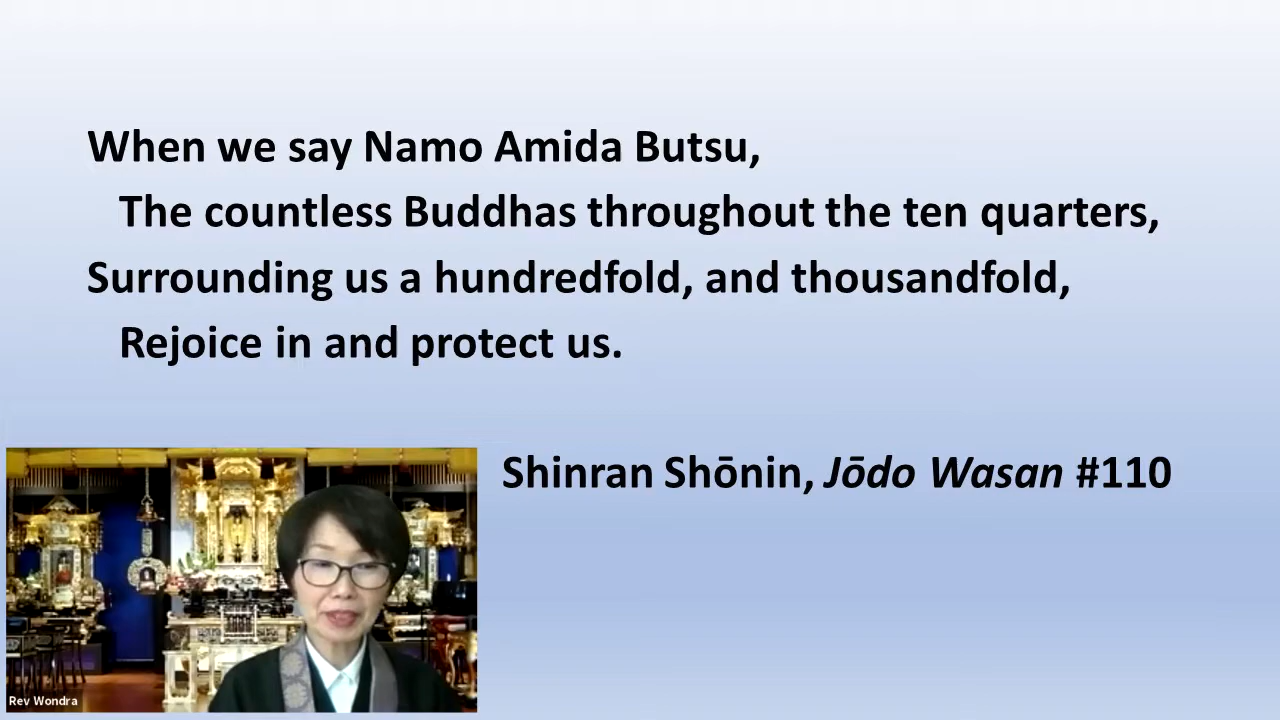 When we say Namo Amida Butsu,
The countless Buddhas throughout the ten quarters,
Surrounding us a hundredfold, and thousandfold,
Rejoice in and protect us.
Shinran Shōnin, Jōdo Wasan #110
Rev Wondra